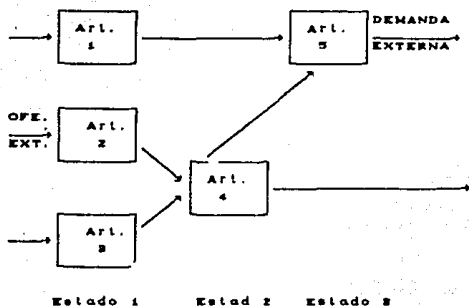 Art.
1
Art.
5
DEMANDA
EXTERNA
OFE.
EXT.
Art.
2
Art.
4
Art.
3
Estado 1
Estad 2
Estado 3